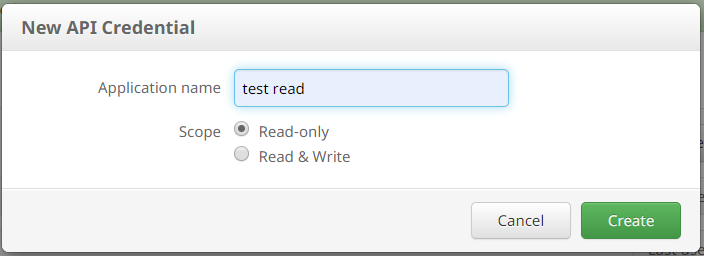 New API Credential
Application name test read
Scope Read-only
Read & Write
Cancel Create